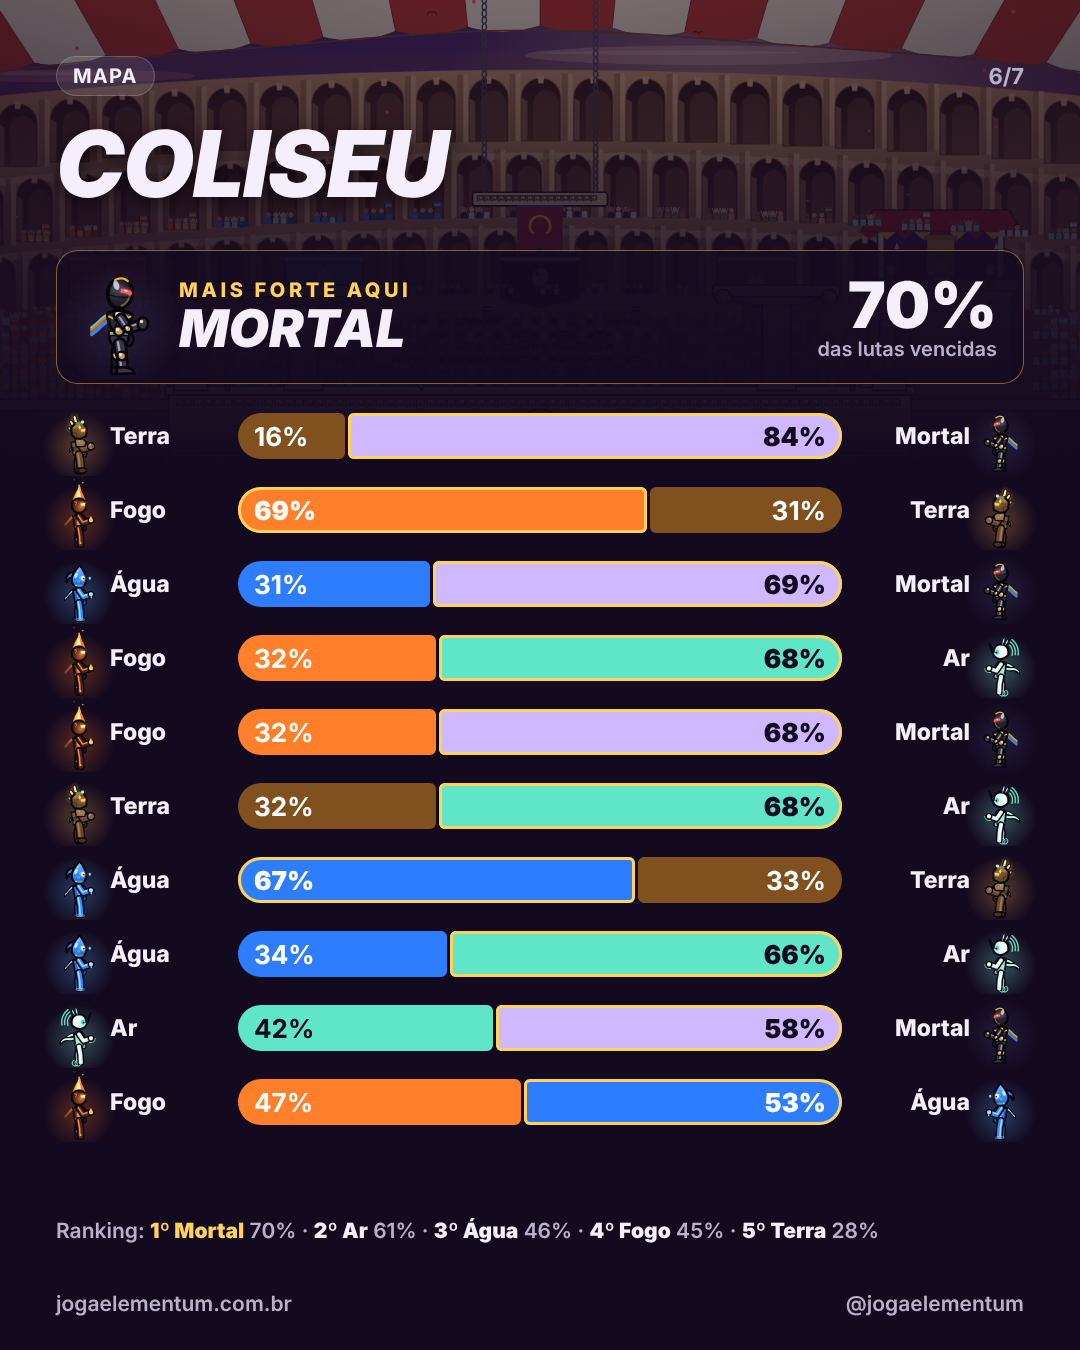 MAPA
6/7
COLISEU
MAIS FORTE AQUI
MORTAL
70%
das lutas vencidas
Terra 16% 84% Mortal
Fogo 69% 31% Terra
Água 31% 69% Mortal
Fogo 32% 68% Ar
Fogo 32% 68% Mortal
Terra 32% 68% Ar
Água 67% 33% Terra
Água 34% 66% Ar
Ar 42% 58% Mortal
Fogo 47% 53% Água
Ranking: 1º Mortal 70% · 2º Ar 61% · 3º Água 46% · 4º Fogo 45% · 5º Terra 28%
jogaelementum.com.br
@jogaelementum